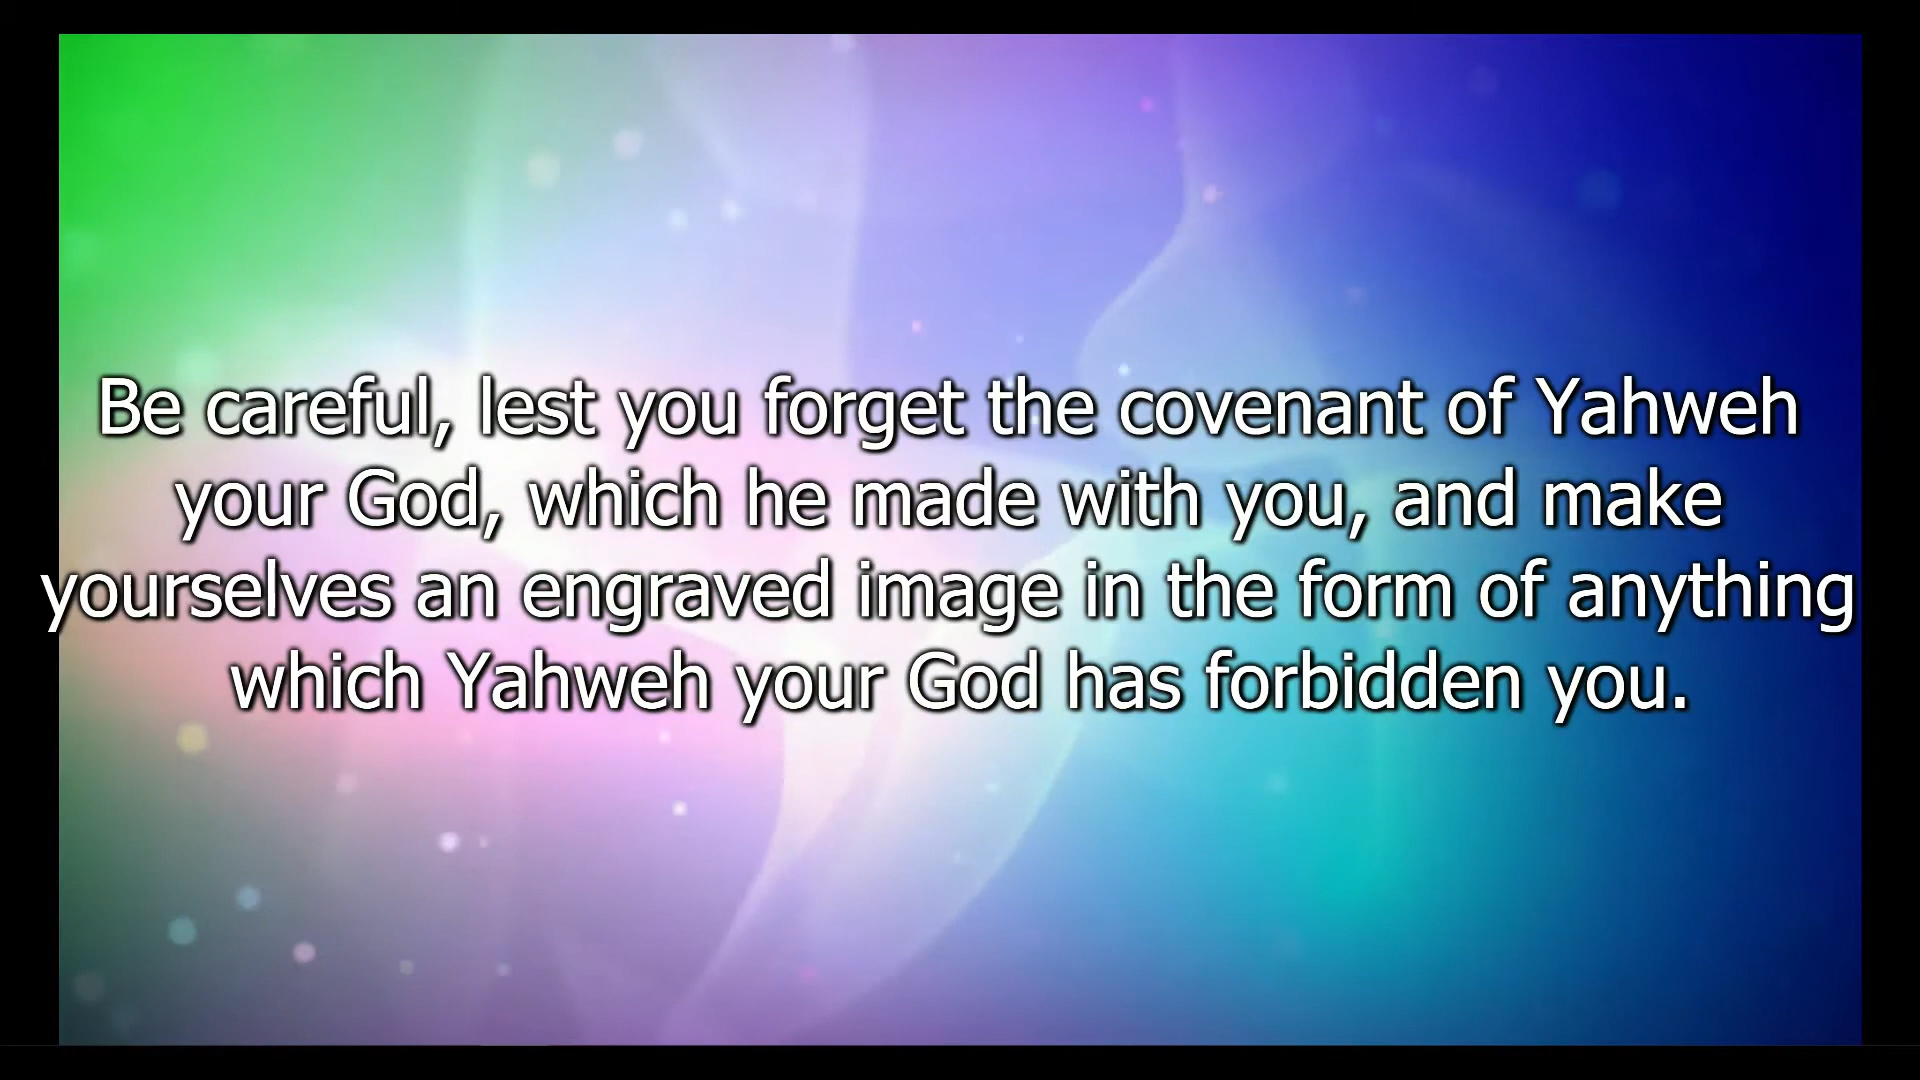 Be careful, lest you forget the covenant of Yahweh
your God, which he made with you, and make
yourselves an engraved image in the form of anything
which Yahweh your God has forbidden you.